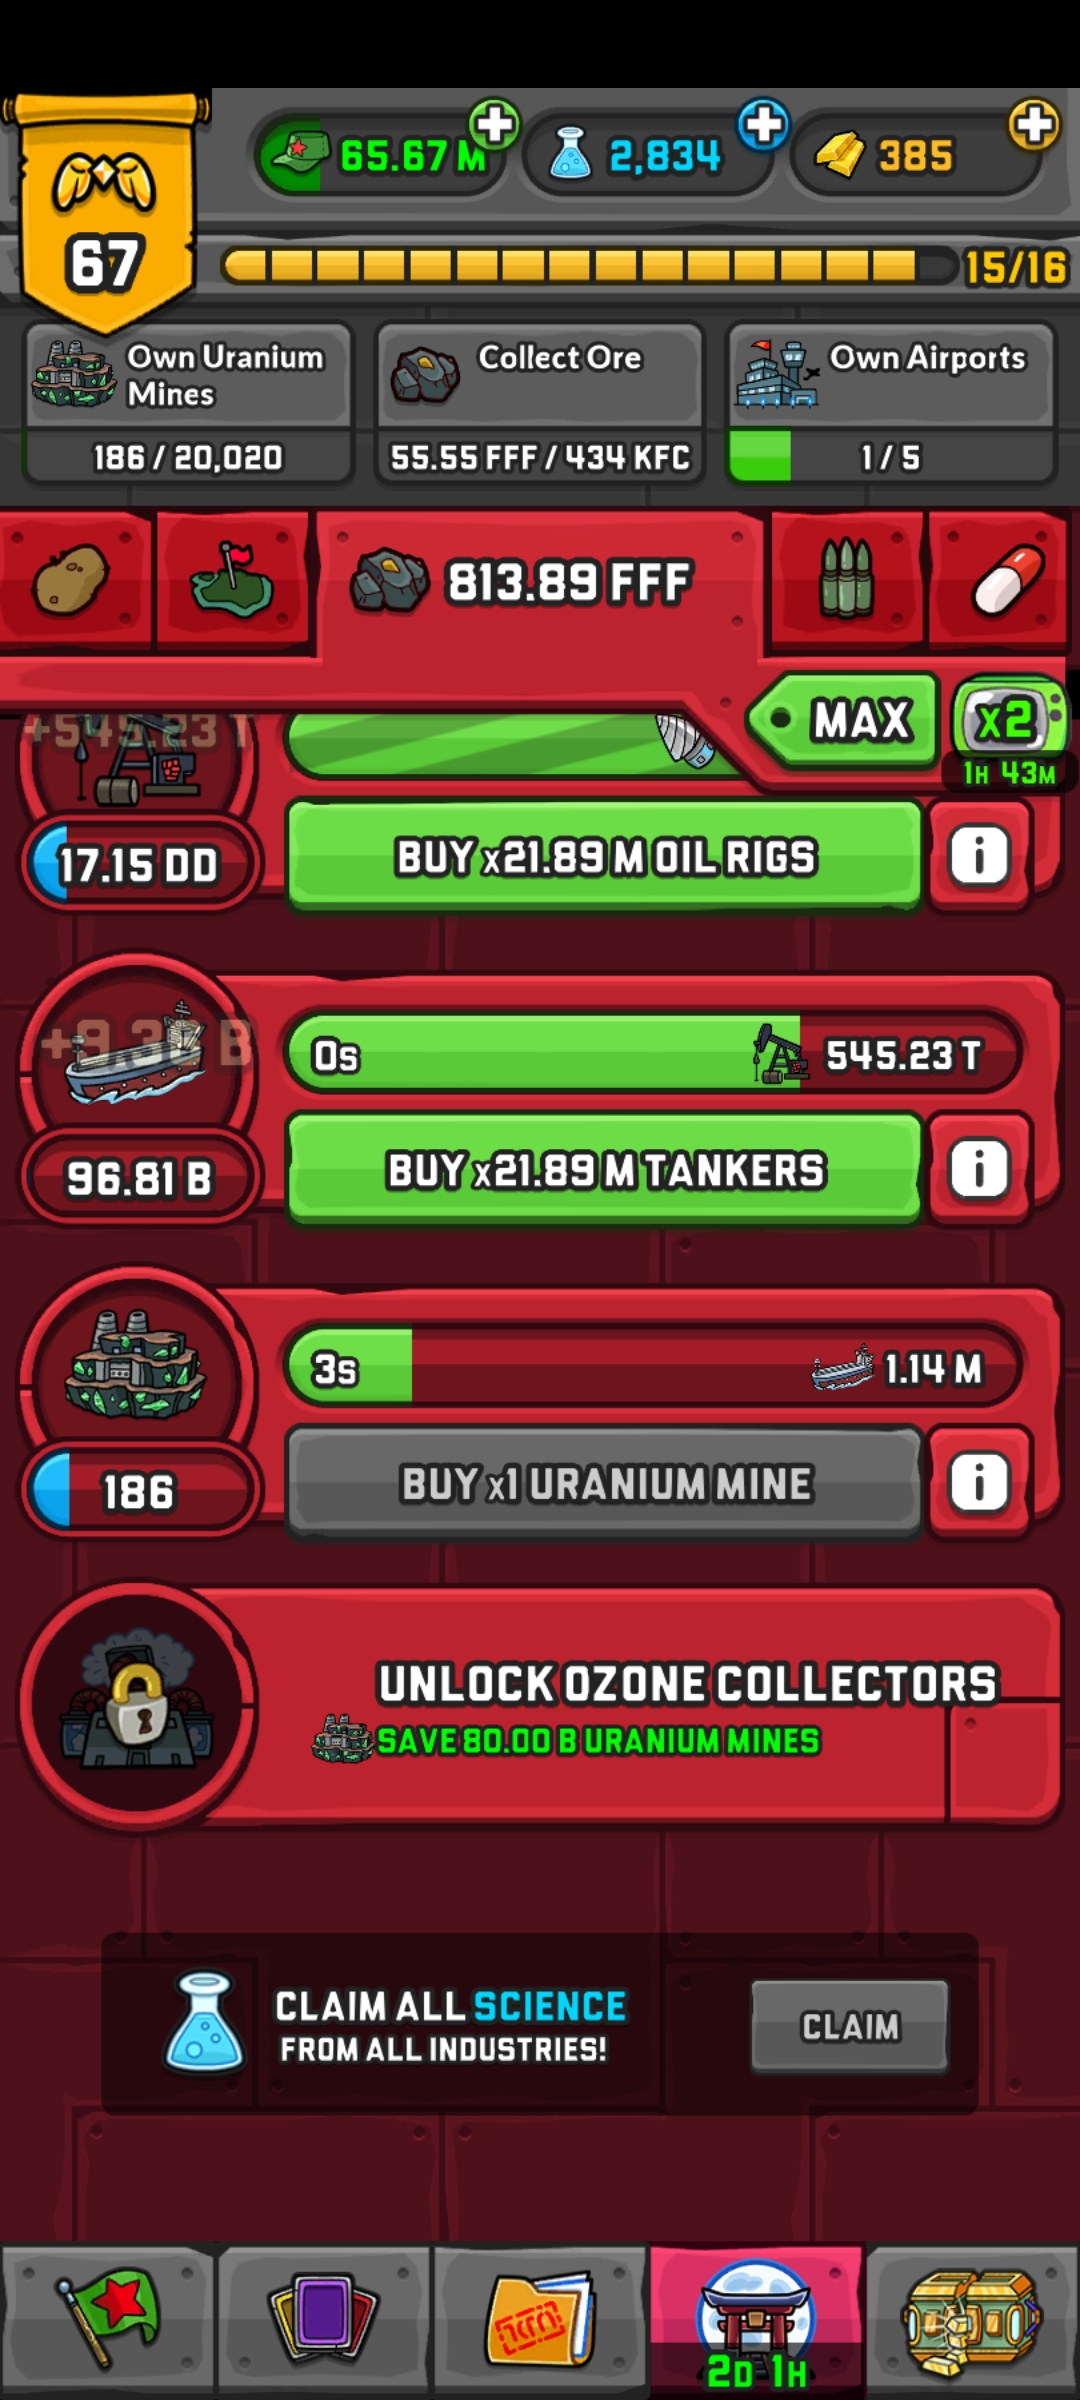 65.67 M
2,834
385
67
15/16
Own Uranium
Mines
186 / 20,020
Collect Ore
55.55 FFF / 434 KFC
Own Airports
1 / 5
813.89 FFF
MAX
x2
1H 43M
+545.23 T
17.15 DD
BUY x21.89 M OIL RIGS
i
0s
545.23 T
96.81 B
BUY x21.89 M TANKERS
i
3s
1.14 M
186
BUY x1 URANIUM MINE
i
UNLOCK OZONE COLLECTORS
SAVE 80.00 B URANIUM MINES
CLAIM ALL SCIENCE
FROM ALL INDUSTRIES!
CLAIM
2D 1H